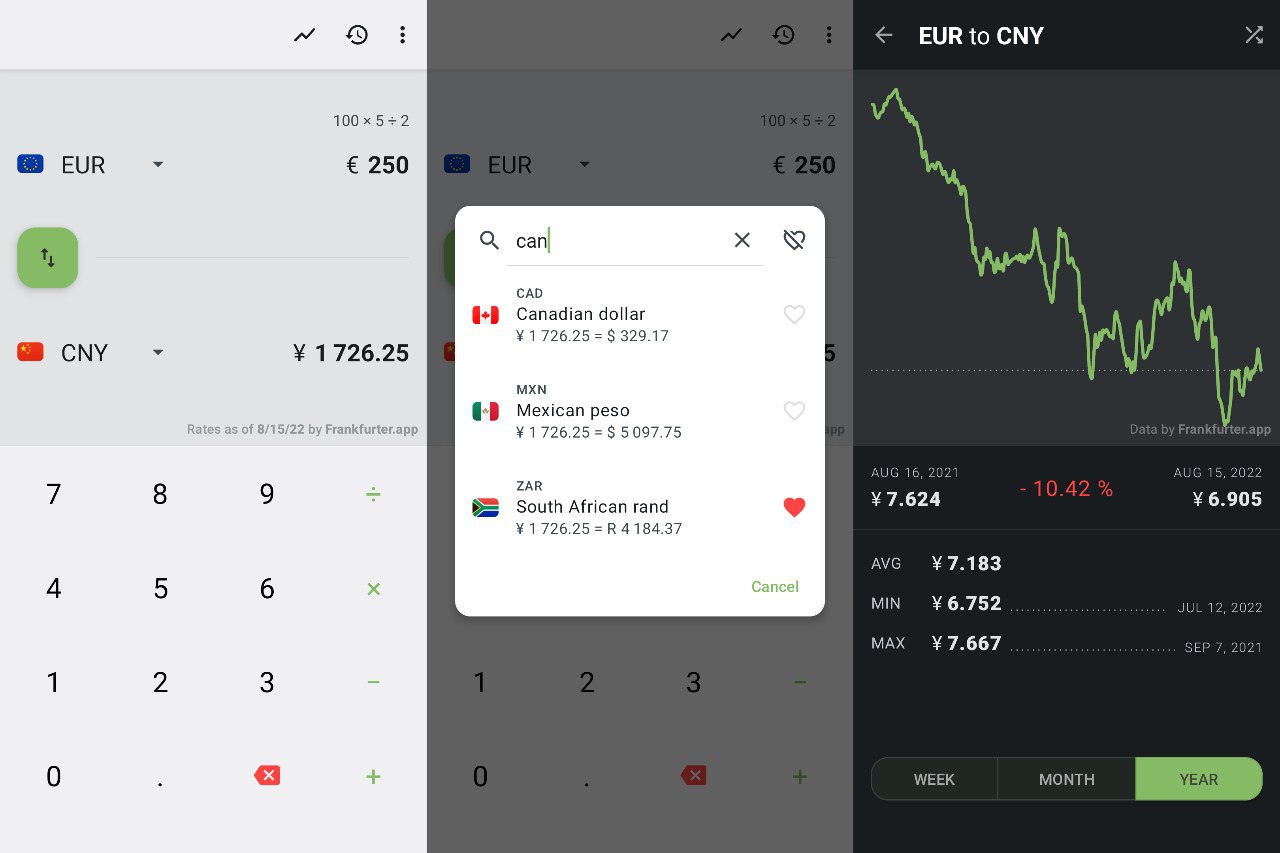 100 × 5 ÷ 2
EUR
€ 250
CNY
¥ 1 726.25
Rates as of 8/15/22 by Frankfurter.app
7 8 9 ÷
4 5 6 ×
1 2 3 −
0 . +
100 × 5 ÷ 2
EUR
€ 250
can
CAD
Canadian dollar
¥ 1 726.25 = $ 329.17
MXN
Mexican peso
¥ 1 726.25 = $ 5 097.75
ZAR
South African rand
¥ 1 726.25 = R 4 184.37
Cancel
5
app
1 2 3 −
0 . +
EUR to CNY
Data by Frankfurter.app
AUG 16, 2021
¥ 7.624
- 10.42 %
AUG 15, 2022
¥ 6.905
AVG ¥ 7.183
MIN ¥ 6.752 JUL 12, 2022
MAX ¥ 7.667 SEP 7, 2021
WEEK MONTH YEAR